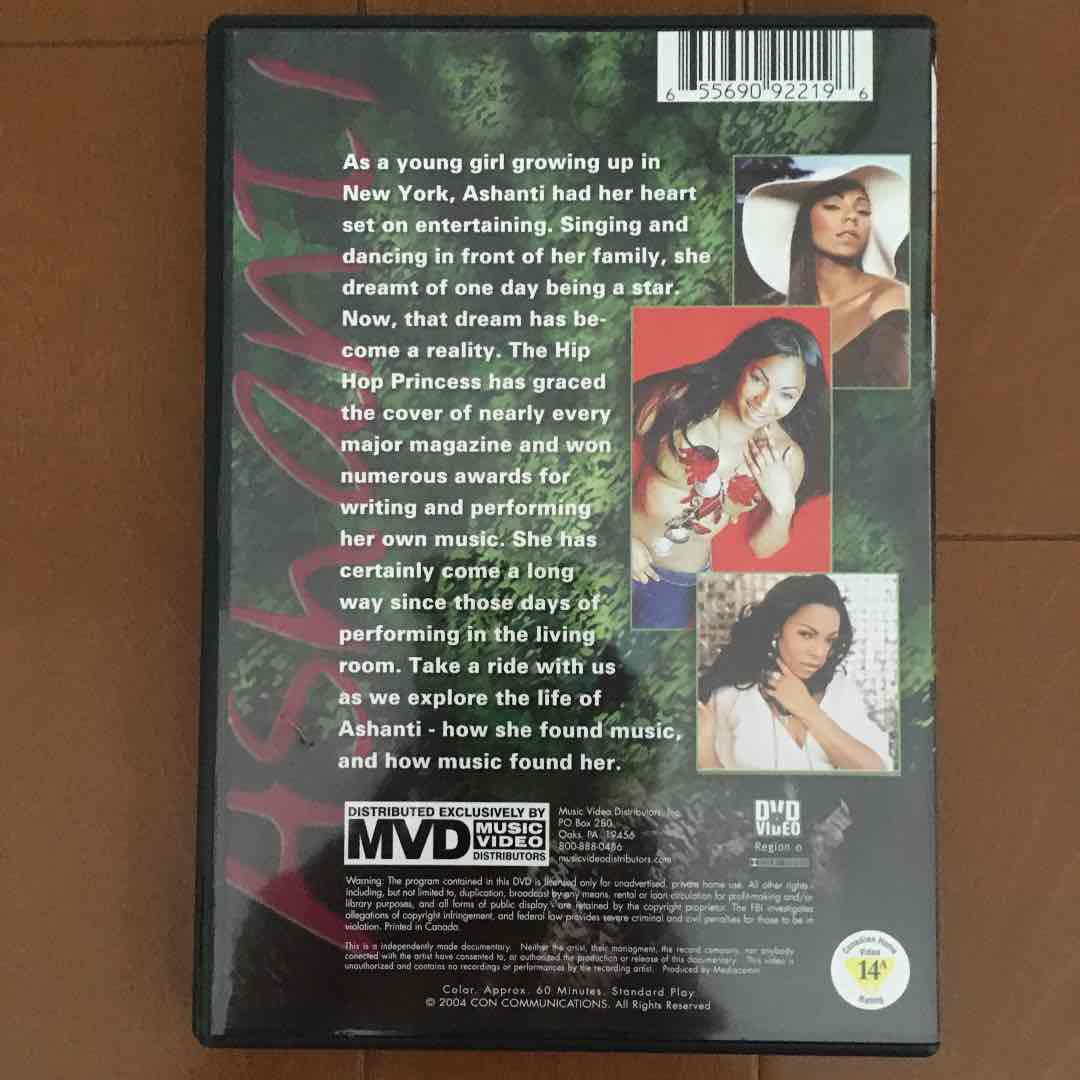 Ashanti
6 55690 92219 6
As a young girl growing up in
New York, Ashanti had her heart
set on entertaining. Singing and
dancing in front of her family, she
dreamt of one day being a star.
Now, that dream has be-
come a reality. The Hip
Hop Princess has graced
the cover of nearly every
major magazine and won
numerous awards for
writing and performing
her own music. She has
certainly come a long
way since those days of
performing in the living
room. Take a ride with us
as we explore the life of
Ashanti - how she found music,
and how music found her.
DISTRIBUTED EXCLUSIVELY BY
MVD MUSIC VIDEO DISTRIBUTORS
Music Video Distributors, Inc.
PO Box 280
Oaks, PA 19456
800-888-0486
musicvideodistributors.com
DVD
VIDEO
Region 0
Warning: The program contained in this DVD is licensed only for unadvertised, private home use. All other rights -
including, but not limited to, duplication, broadcast by any means, rental or loan circulation for profit-making and/or
library purposes, and all forms of public display, are retained by the copyright proprietor. The FBI investigates
allegations of copyright infringement, and federal law provides severe criminal and civil penalties for those to be in
violation. Printed in Canada.
This is a independently made documentary. Neither the artist, their managment, the record company, nor anybody
conected with the artist have consented to, or authorized the production or release of this documentary. This video is
unauthorized and contains no recordings or performances by the recording artist. Produced by Mediacomm
Color. Approx. 60 Minutes. Standard Play
© 2004 CON COMMUNICATIONS. All Rights Reserved
Canadian Home
Video
14A
Rating